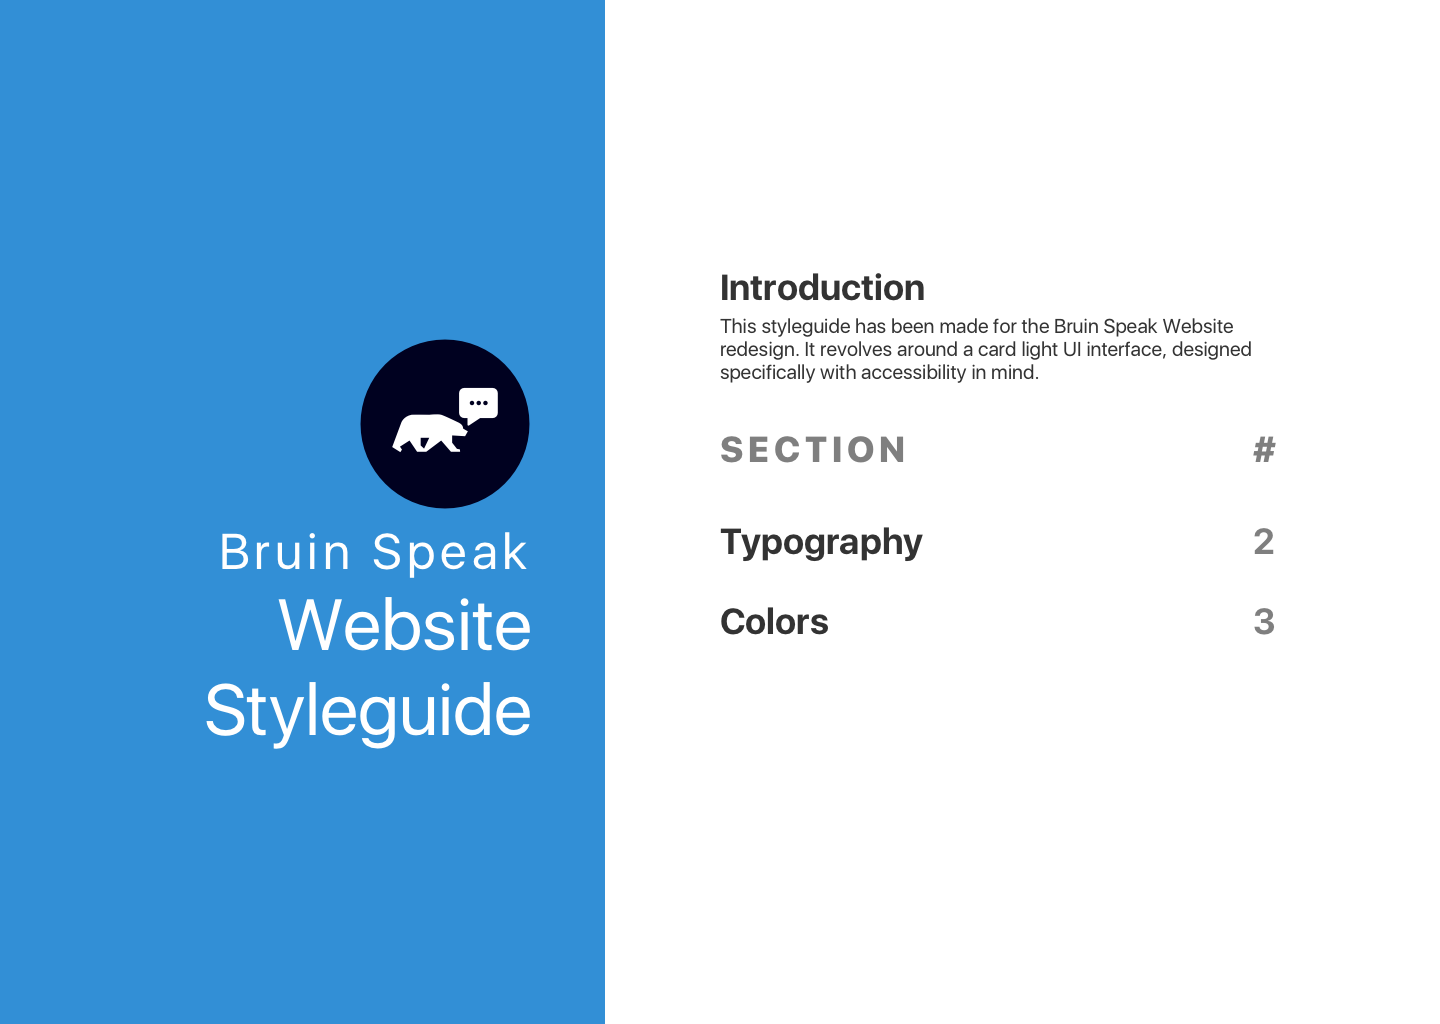 Bruin Speak
Website
Styleguide
Introduction
This styleguide has been made for the Bruin Speak Website
redesign. It revolves around a card light UI interface, designed
specifically with accessibility in mind.
SECTION #
Typography 2
Colors 3